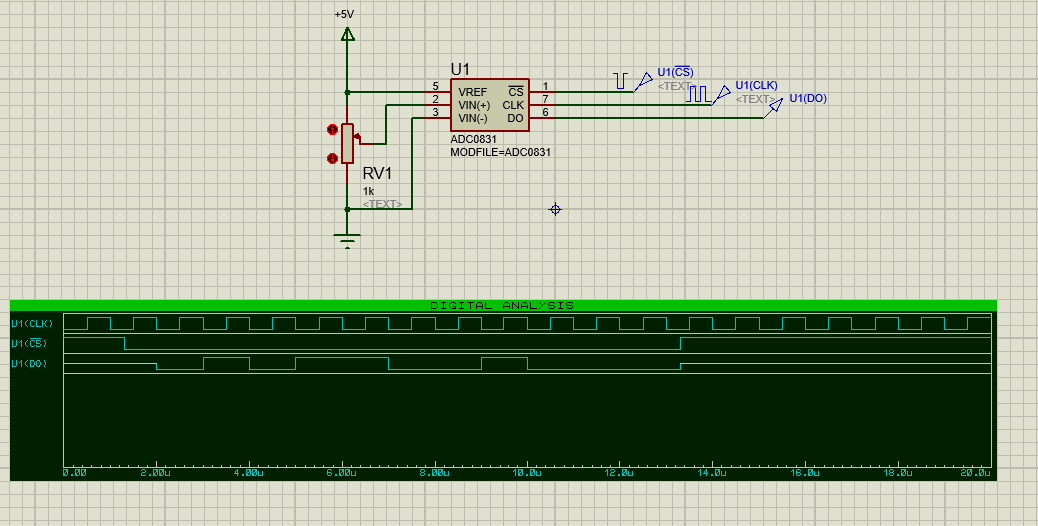 +5V
U1
5 VREF CS 1
2 VIN(+) CLK 7
3 VIN(-) DO 6
ADC0831
MODFILE=ADC0831
U1(CS)
<TEXT>
U1(CLK)
<TEXT>
U1(DO)
RV1
1k
<TEXT>
DIGITAL ANALYSIS
U1(CLK)
U1(CS)
U1(DO)
0.00 2.00u 4.00u 6.00u 8.00u 10.0u 12.0u 14.0u 16.0u 18.0u 20.0u